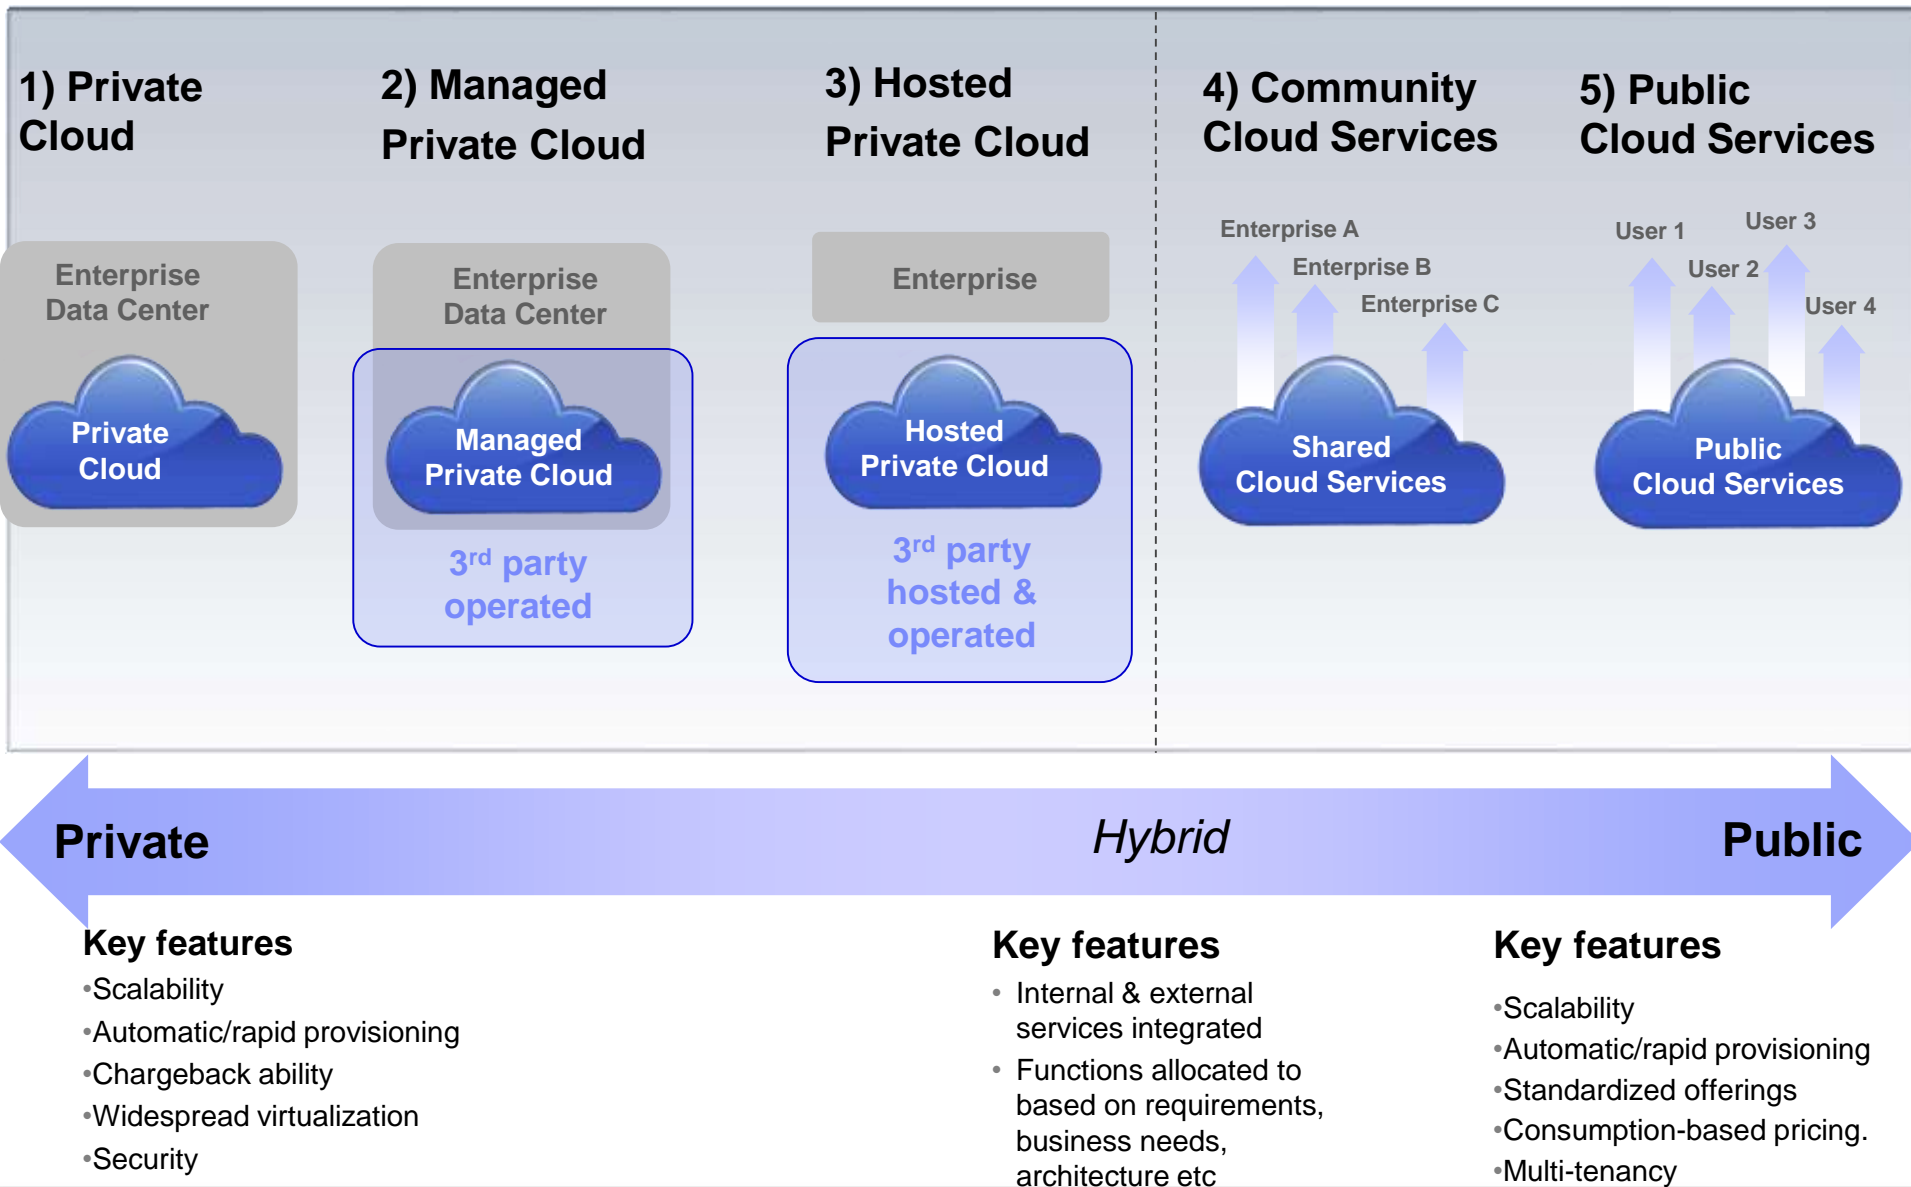 1) Private
Cloud
2) Managed
Private Cloud
3) Hosted
Private Cloud
4) Community
Cloud Services
5) Public
Cloud Services
Enterprise
Data Center
Private
Cloud
Enterprise
Data Center
Managed
Private Cloud
3rd party
operated
Enterprise
Hosted
Private Cloud
3rd party
hosted &
operated
Enterprise A
Enterprise B
Enterprise C
Shared
Cloud Services
User 1
User 2
User 3
User 4
Public
Cloud Services
Private
Hybrid
Public
Key features
•Scalability
•Automatic/rapid provisioning
•Chargeback ability
•Widespread virtualization
•Security
Key features
• Internal & external
services integrated
• Functions allocated to
based on requirements,
business needs,
architecture etc
Key features
•Scalability
•Automatic/rapid provisioning
•Standardized offerings
•Consumption-based pricing.
•Multi-tenancy